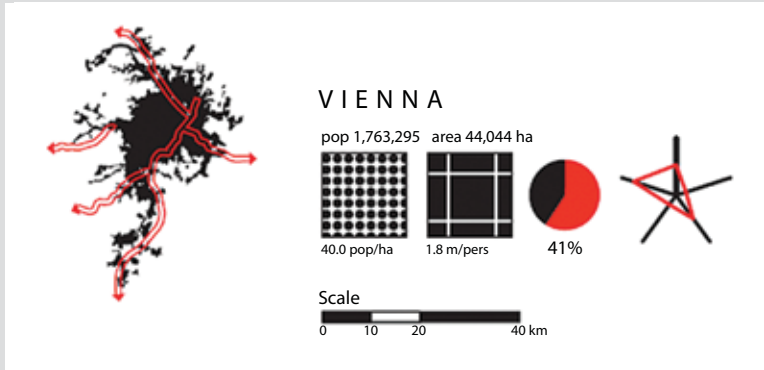 VIENNA
pop 1,763,295 area 44,044 ha
40.0 pop/ha 1.8 m/pers 41%
Scale
0 10 20 40 km